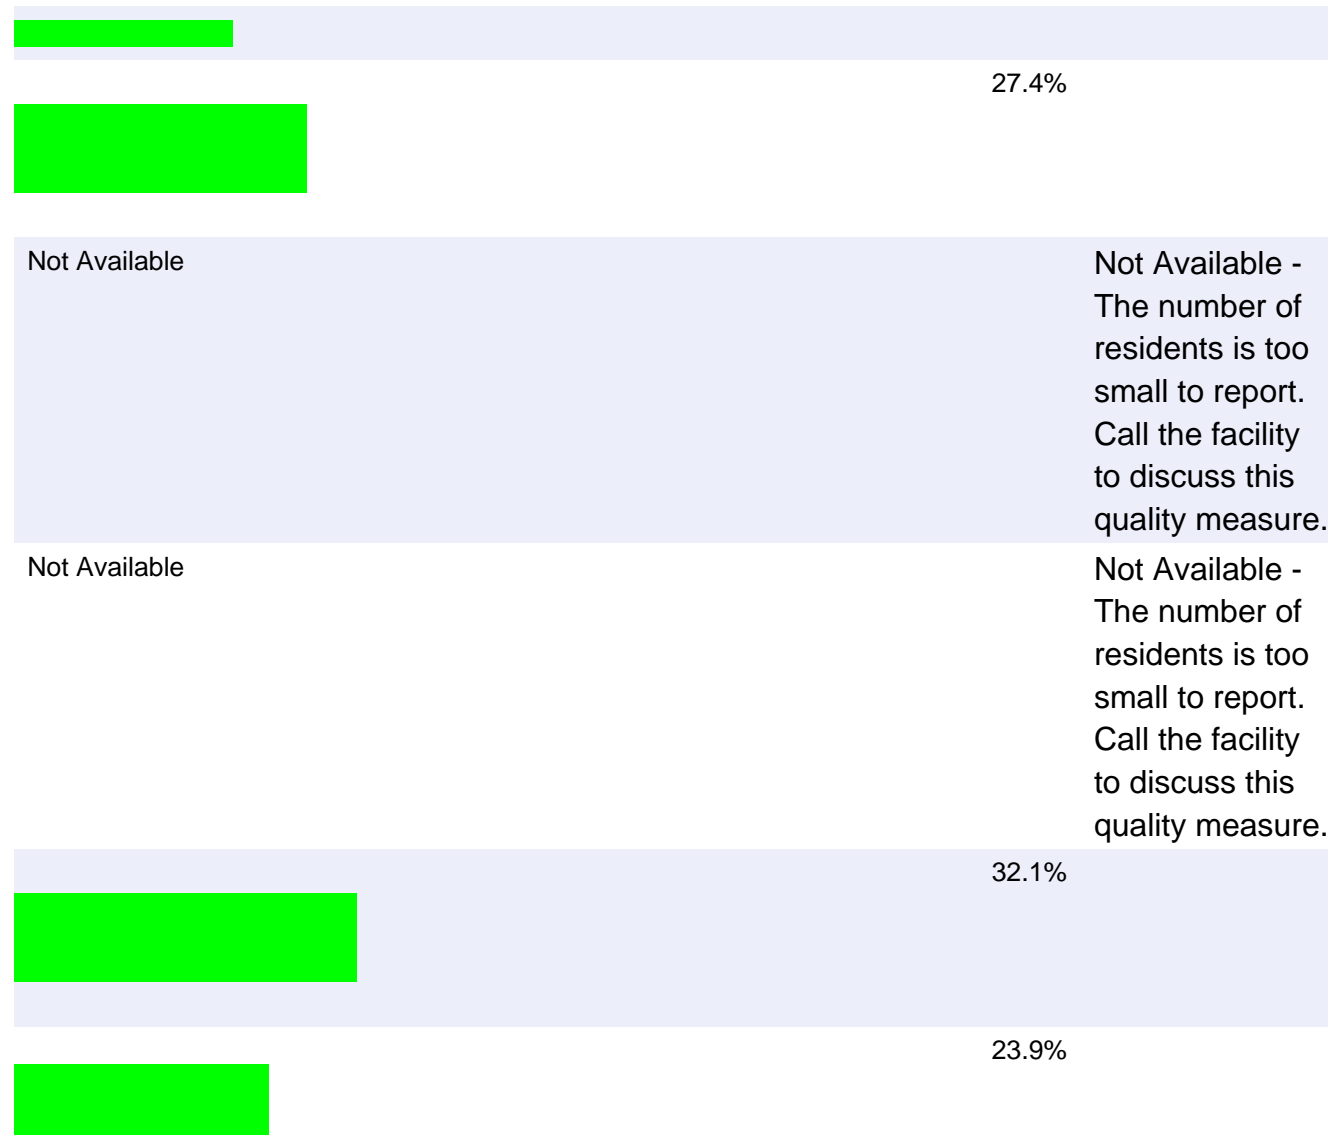 27.4%
Not Available
Not Available -
The number of
residents is too
small to report.
Call the facility
to discuss this
quality measure.
Not Available
Not Available -
The number of
residents is too
small to report.
Call the facility
to discuss this
quality measure.
32.1%
23.9%